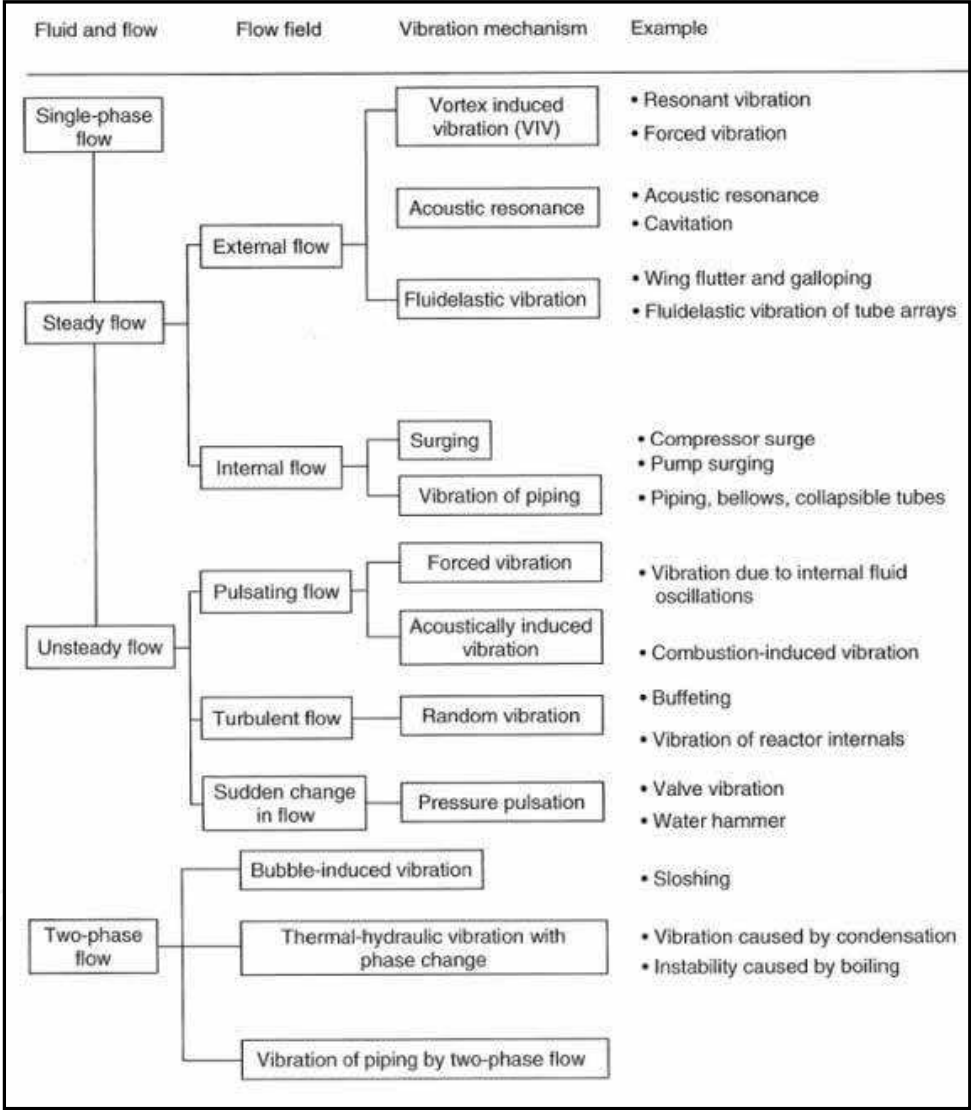 Fluid and flow Flow field Vibration mechanism Example
Single-phase
flow
Vortex induced
vibration (VIV)
• Resonant vibration
• Forced vibration
Acoustic resonance
• Acoustic resonance
• Cavitation
External flow
Fluidelastic vibration
• Wing flutter and galloping
• Fluidelastic vibration of tube arrays
Steady flow
Internal flow
Surging
• Compressor surge
• Pump surging
Vibration of piping
• Piping, bellows, collapsible tubes
Unsteady flow
Pulsating flow
Forced vibration
• Vibration due to internal fluid
oscillations
Acoustically induced
vibration
• Combustion-induced vibration
Turbulent flow
Random vibration
• Buffeting
• Vibration of reactor internals
Sudden change
in flow
Pressure pulsation
• Valve vibration
• Water hammer
Two-phase
flow
Bubble-induced vibration
• Sloshing
Thermal-hydraulic vibration with
phase change
• Vibration caused by condensation
• Instability caused by boiling
Vibration of piping by two-phase flow